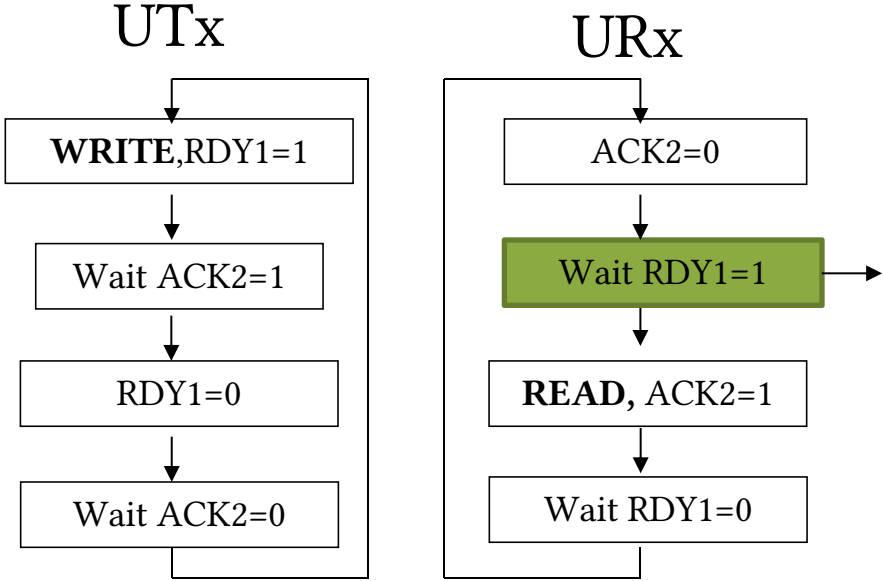 UTx
WRITE,RDY1=1
Wait ACK2=1
RDY1=0
Wait ACK2=0
URx
ACK2=0
Wait RDY1=1
READ, ACK2=1
Wait RDY1=0